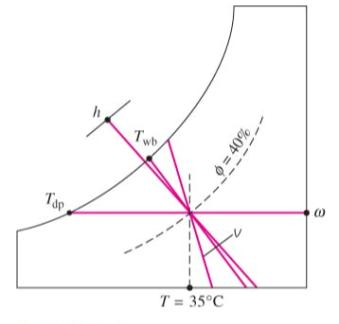 h
T_wb
ϕ = 40%
T_dp
ω
v
T = 35°C